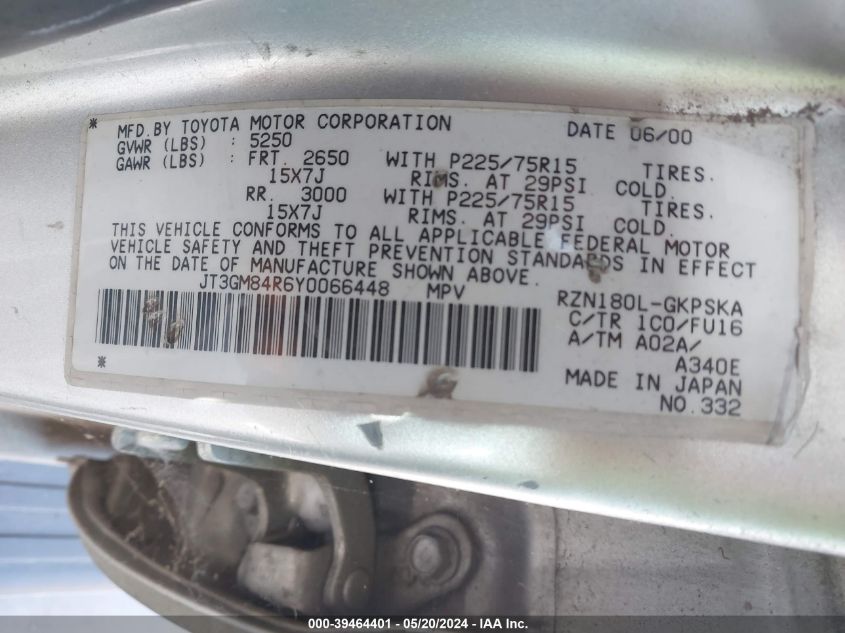 * MFD.BY TOYOTA MOTOR CORPORATION DATE 06/00
GVWR (LBS) : 5250
GAWR (LBS) : FRT. 2650 WITH P225/75R15 TIRES.
15X7J RIMS. AT 29PSI COLD.
RR. 3000 WITH P225/75R15 TIRES.
15X7J RIMS. AT 29PSI COLD.
THIS VEHICLE CONFORMS TO ALL APPLICABLE FEDERAL MOTOR
VEHICLE SAFETY AND THEFT PREVENTION STANDARDS IN EFFECT
ON THE DATE OF MANUFACTURE SHOWN ABOVE.
JT3GM84R6Y0066448 MPV
RZN180L-GKPSKA
C/TR 1C0/FU16
A/TM A02A/
A340E
*
MADE IN JAPAN
NO.332
000-39464401 - 05/20/2024 - IAA Inc.